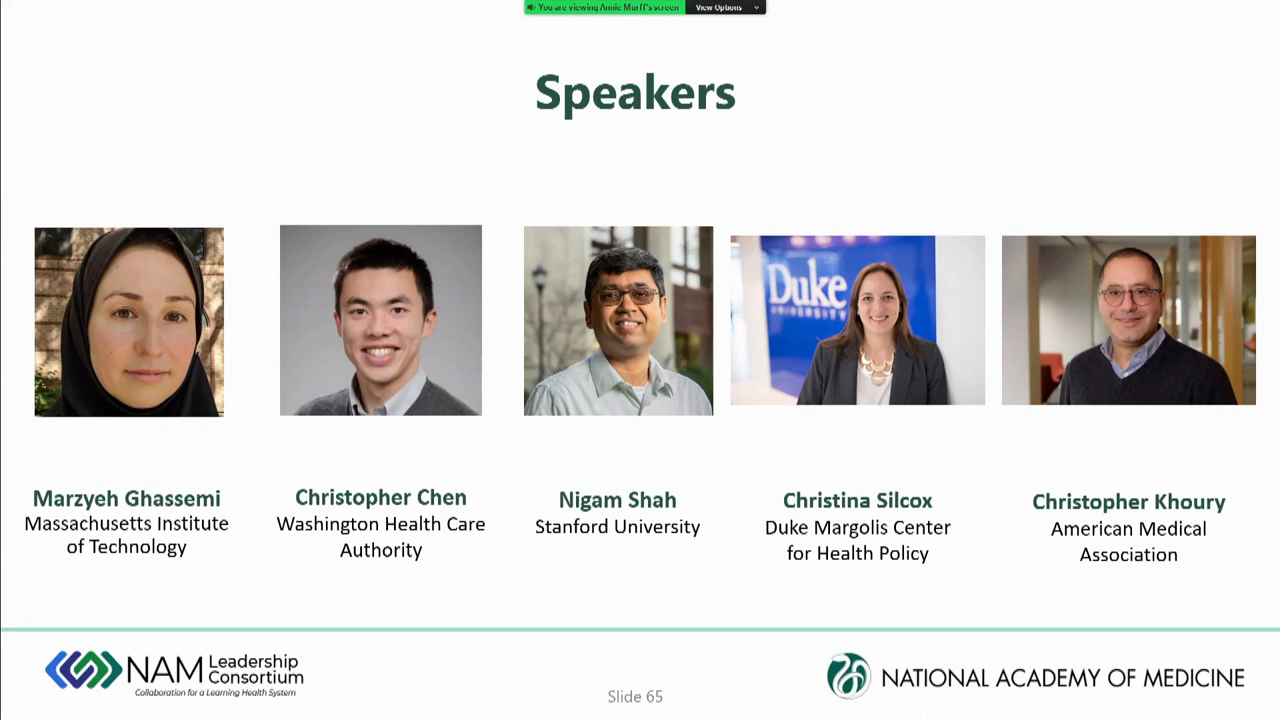 You are viewing Annie Murff's screen View Options
Speakers
Duke
UNIVERSITY
Marzyeh Ghassemi
Massachusetts Institute
of Technology
Christopher Chen
Washington Health Care
Authority
Nigam Shah
Stanford University
Christina Silcox
Duke Margolis Center
for Health Policy
Christopher Khoury
American Medical
Association
NAM Leadership
Consortium
Collaboration for a Learning Health System
Slide 65
NATIONAL ACADEMY OF MEDICINE